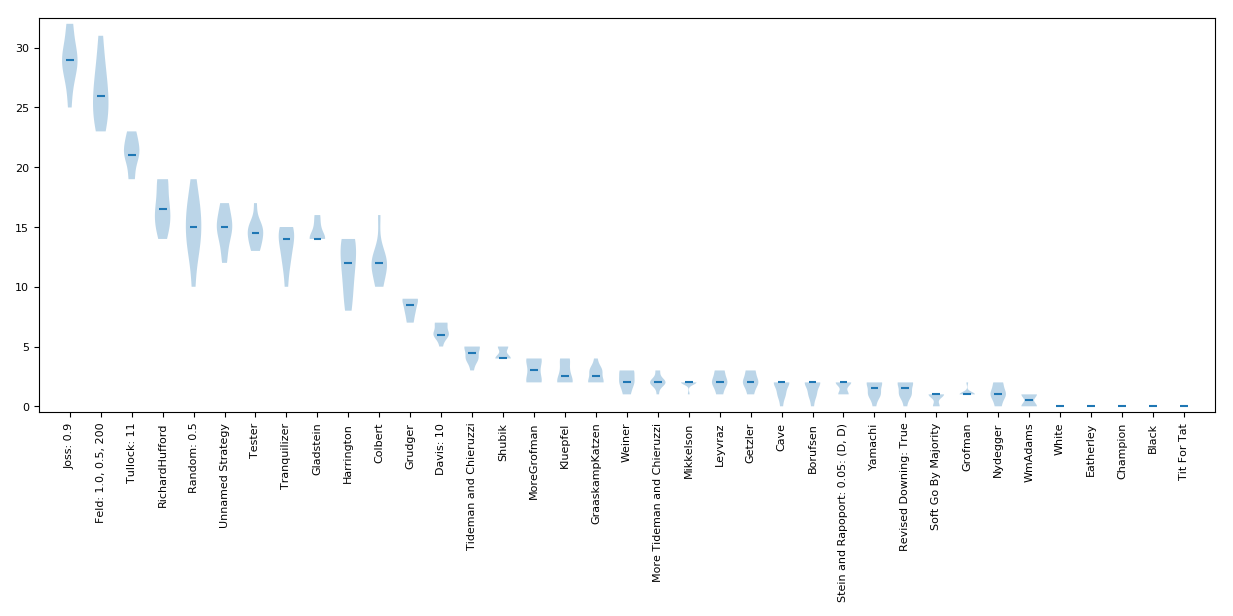 30
25
20
15
10
5
0
Joss: 0.9
Feld: 1.0, 0.5, 200
Tullock: 11
RichardHufford
Random: 0.5
Unnamed Strategy
Tester
Tranquilizer
Gladstein
Harrington
Colbert
Grudger
Davis: 10
Tideman and Chieruzzi
Shubik
MoreGrofman
Kluepfel
GraaskampKatzen
Weiner
More Tideman and Chieruzzi
Mikkelson
Leyvraz
Getzler
Cave
Borufsen
Stein and Rapoport: 0.05: (D, D)
Yamachi
Revised Downing: True
Soft Go By Majority
Grofman
Nydegger
WmAdams
White
Eatherley
Champion
Black
Tit For Tat